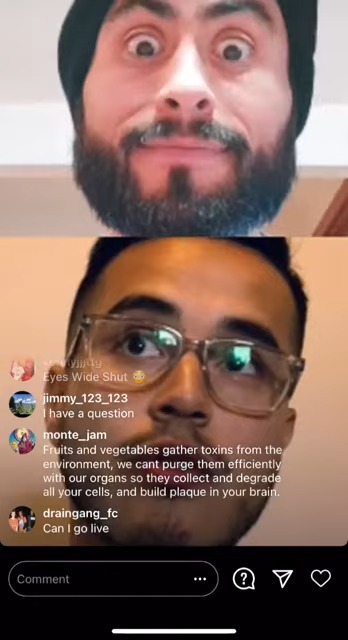 Eyes Wide Shut 😳
jimmy_123_123
I have a question
monte_jam
Fruits and vegetables gather toxins from the
environment, we cant purge them efficiently
with our organs so they collect and degrade
all your cells, and build plaque in your brain.
draingang_fc
Can I go live
Comment